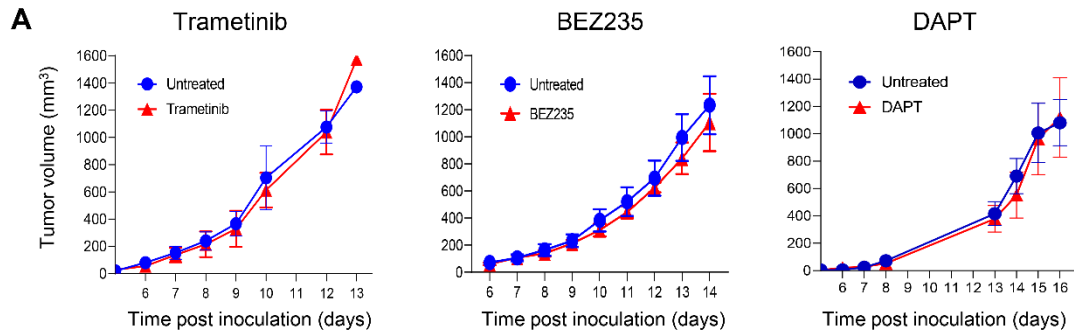 A
Trametinib
BEZ235
DAPT
Tumor volume (mm³)
1600
1400
1200
1000
800
600
400
200
0
Untreated
Trametinib
6 7 8 9 10 11 12 13
Time post inoculation (days)
1600
1400
1200
1000
800
600
400
200
0
Untreated
BEZ235
6 7 8 9 10 11 12 13 14
Time post inoculation (days)
1600
1400
1200
1000
800
600
400
200
0
Untreated
DAPT
6 7 8 9 10 11 12 13 14 15 16
Time post inoculation (days)